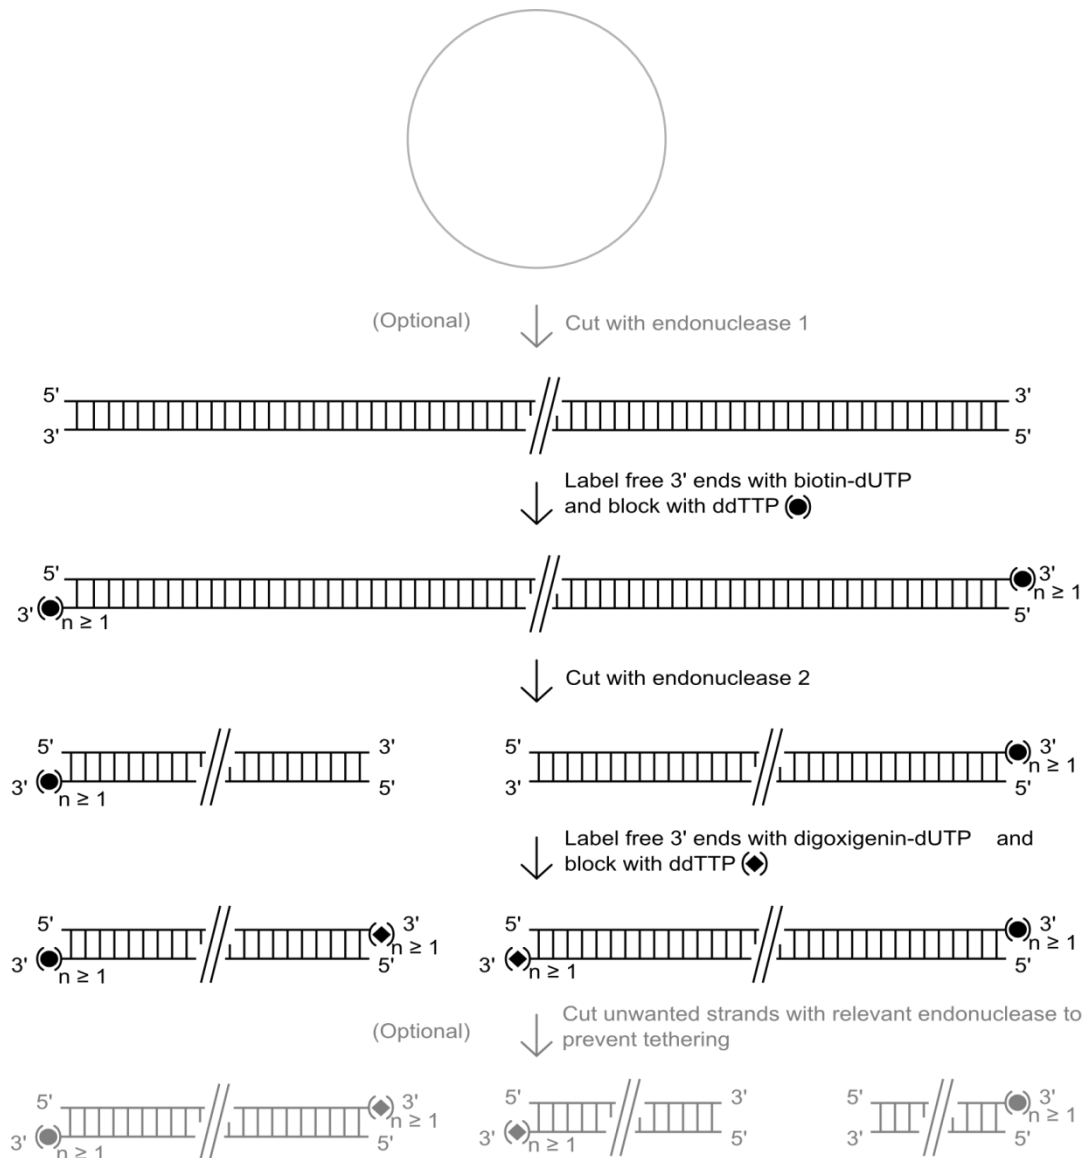 (Optional) Cut with endonuclease 1
5' 3'
3' 5'
Label free 3' ends with biotin-dUTP
and block with ddTTP
5' 3'
n ≥ 1
3' n ≥ 1 5'
Cut with endonuclease 2
5' 3' 5' 3'
n ≥ 1
3' n ≥ 1 5' 3' 5'
Label free 3' ends with digoxigenin-dUTP and
block with ddTTP
5' 3' 5' 3'
n ≥ 1 n ≥ 1
3' n ≥ 1 5' 3' n ≥ 1 5'
(Optional) Cut unwanted strands with relevant endonuclease to
prevent tethering
5' 3' 5' 3' 5' 3'
n ≥ 1 n ≥ 1
3' n ≥ 1 5' 3' n ≥ 1 5' 3' 5'